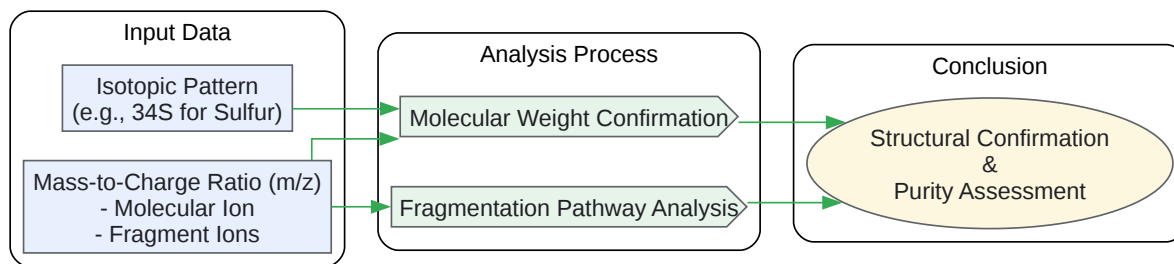 Input Data
Isotopic Pattern
(e.g., 34S for Sulfur)
Mass-to-Charge Ratio (m/z)
- Molecular Ion
- Fragment Ions
Analysis Process
Molecular Weight Confirmation
Fragmentation Pathway Analysis
Conclusion
Structural Confirmation
&
Purity Assessment